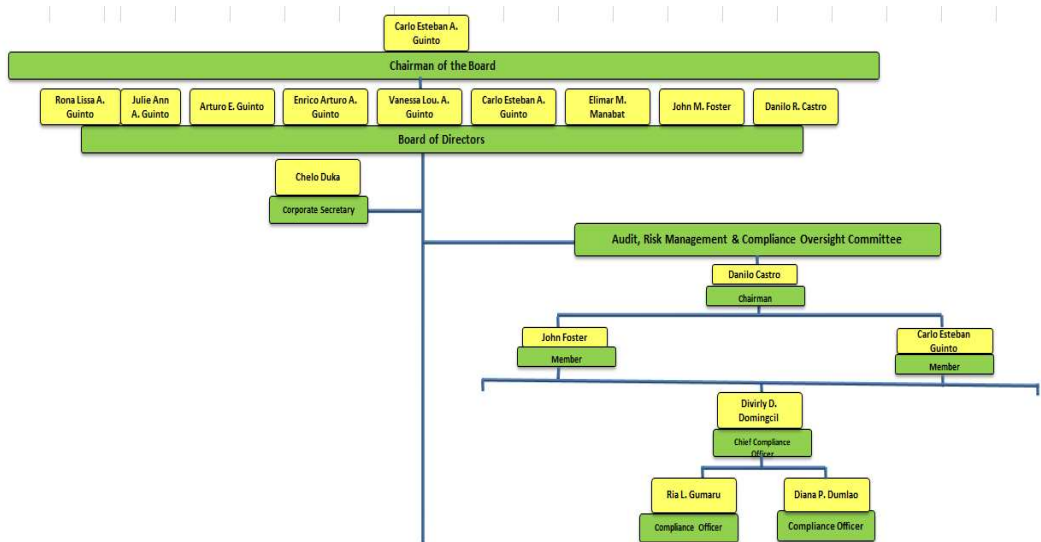 Carlo Esteban A.
Guinto
Chairman of the Board
Rona Lissa A.
Guinto
Julie Ann
A. Guinto
Arturo E. Guinto
Enrico Arturo A.
Guinto
Vanessa Lou. A.
Guinto
Carlo Esteban A.
Guinto
Elimar M.
Manabat
John M. Foster
Danilo R. Castro
Board of Directors
Chelo Duka
Corporate Secretary
Audit, Risk Management & Compliance Oversight Committee
Danilo Castro
Chairman
John Foster
Member
Carlo Esteban
Guinto
Member
Divirly D.
Domingcil
Chief Compliance
Officer
Ria L. Gumaru
Compliance Officer
Diana P. Dumlao
Compliance Officer